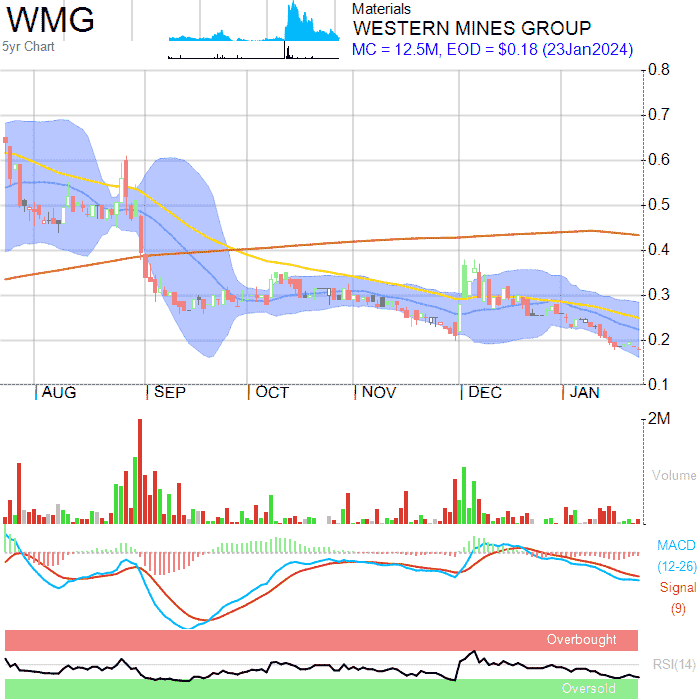 WMG
5yr Chart
Materials
WESTERN MINES GROUP
MC = 12.5M, EOD = $0.18 (23Jan2024)
0.8
0.7
0.6
0.5
0.4
0.3
0.2
0.1
AUG SEP OCT NOV DEC JAN
2M
Volume
MACD
(12-26)
Signal
(9)
Overbought
RSI(14)
Oversold